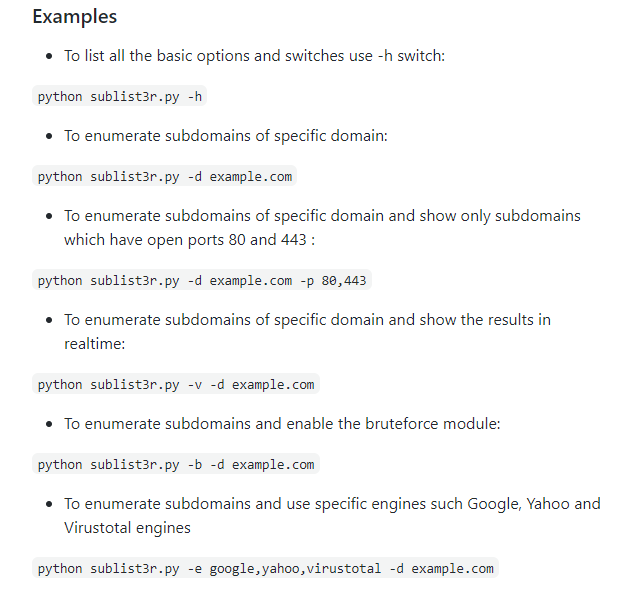 Examples
• To list all the basic options and switches use -h switch:
python sublist3r.py -h
• To enumerate subdomains of specific domain:
python sublist3r.py -d example.com
• To enumerate subdomains of specific domain and show only subdomains
which have open ports 80 and 443 :
python sublist3r.py -d example.com -p 80,443
• To enumerate subdomains of specific domain and show the results in
realtime:
python sublist3r.py -v -d example.com
• To enumerate subdomains and enable the bruteforce module:
python sublist3r.py -b -d example.com
• To enumerate subdomains and use specific engines such Google, Yahoo and
Virustotal engines
python sublist3r.py -e google,yahoo,virustotal -d example.com